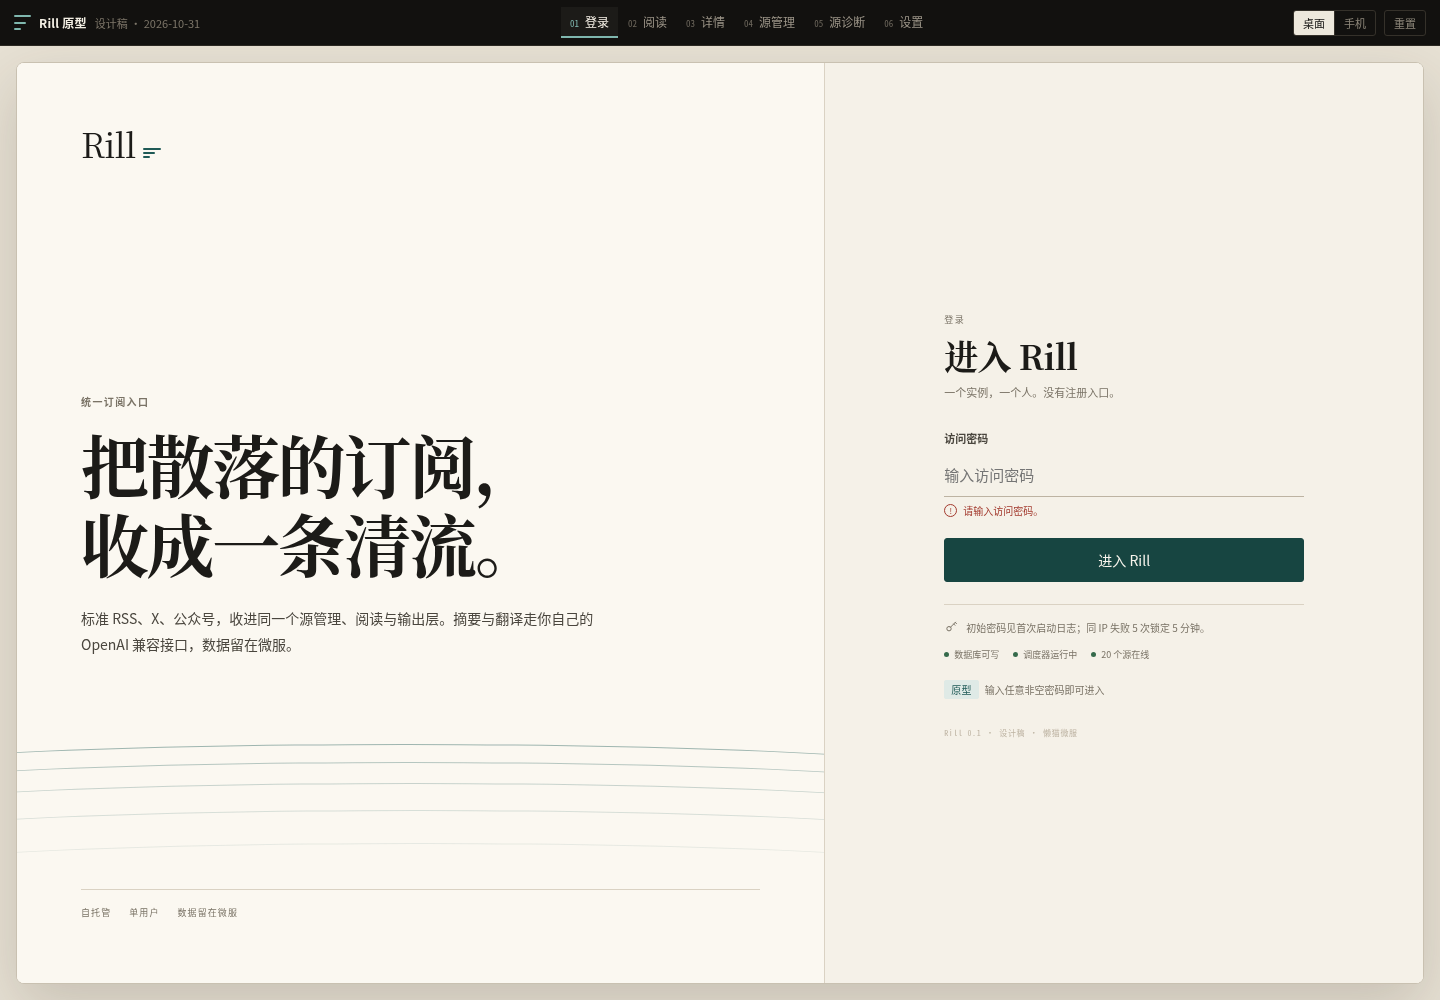 Rill 原型 设计稿 · 2026-10-31
01 登录 02 阅读 03 详情 04 源管理 05 源诊断 06 设置
桌面 手机 重置
Rill
统一订阅入口
把散落的订阅，
收成一条清流。
标准 RSS、X、公众号，收进同一个源管理、阅读与输出层。摘要与翻译走你自己的
OpenAI 兼容接口，数据留在微服。
自托管 单用户 数据留在微服
登录
进入 Rill
一个实例，一个人。没有注册入口。
访问密码
输入访问密码
! 请输入访问密码。
进入 Rill
初始密码见首次启动日志；同 IP 失败 5 次锁定 5 分钟。
数据库可写 调度器运行中 20 个源在线
原型 输入任意非空密码即可进入
Rill 0.1 · 设计稿 · 懒猫微服